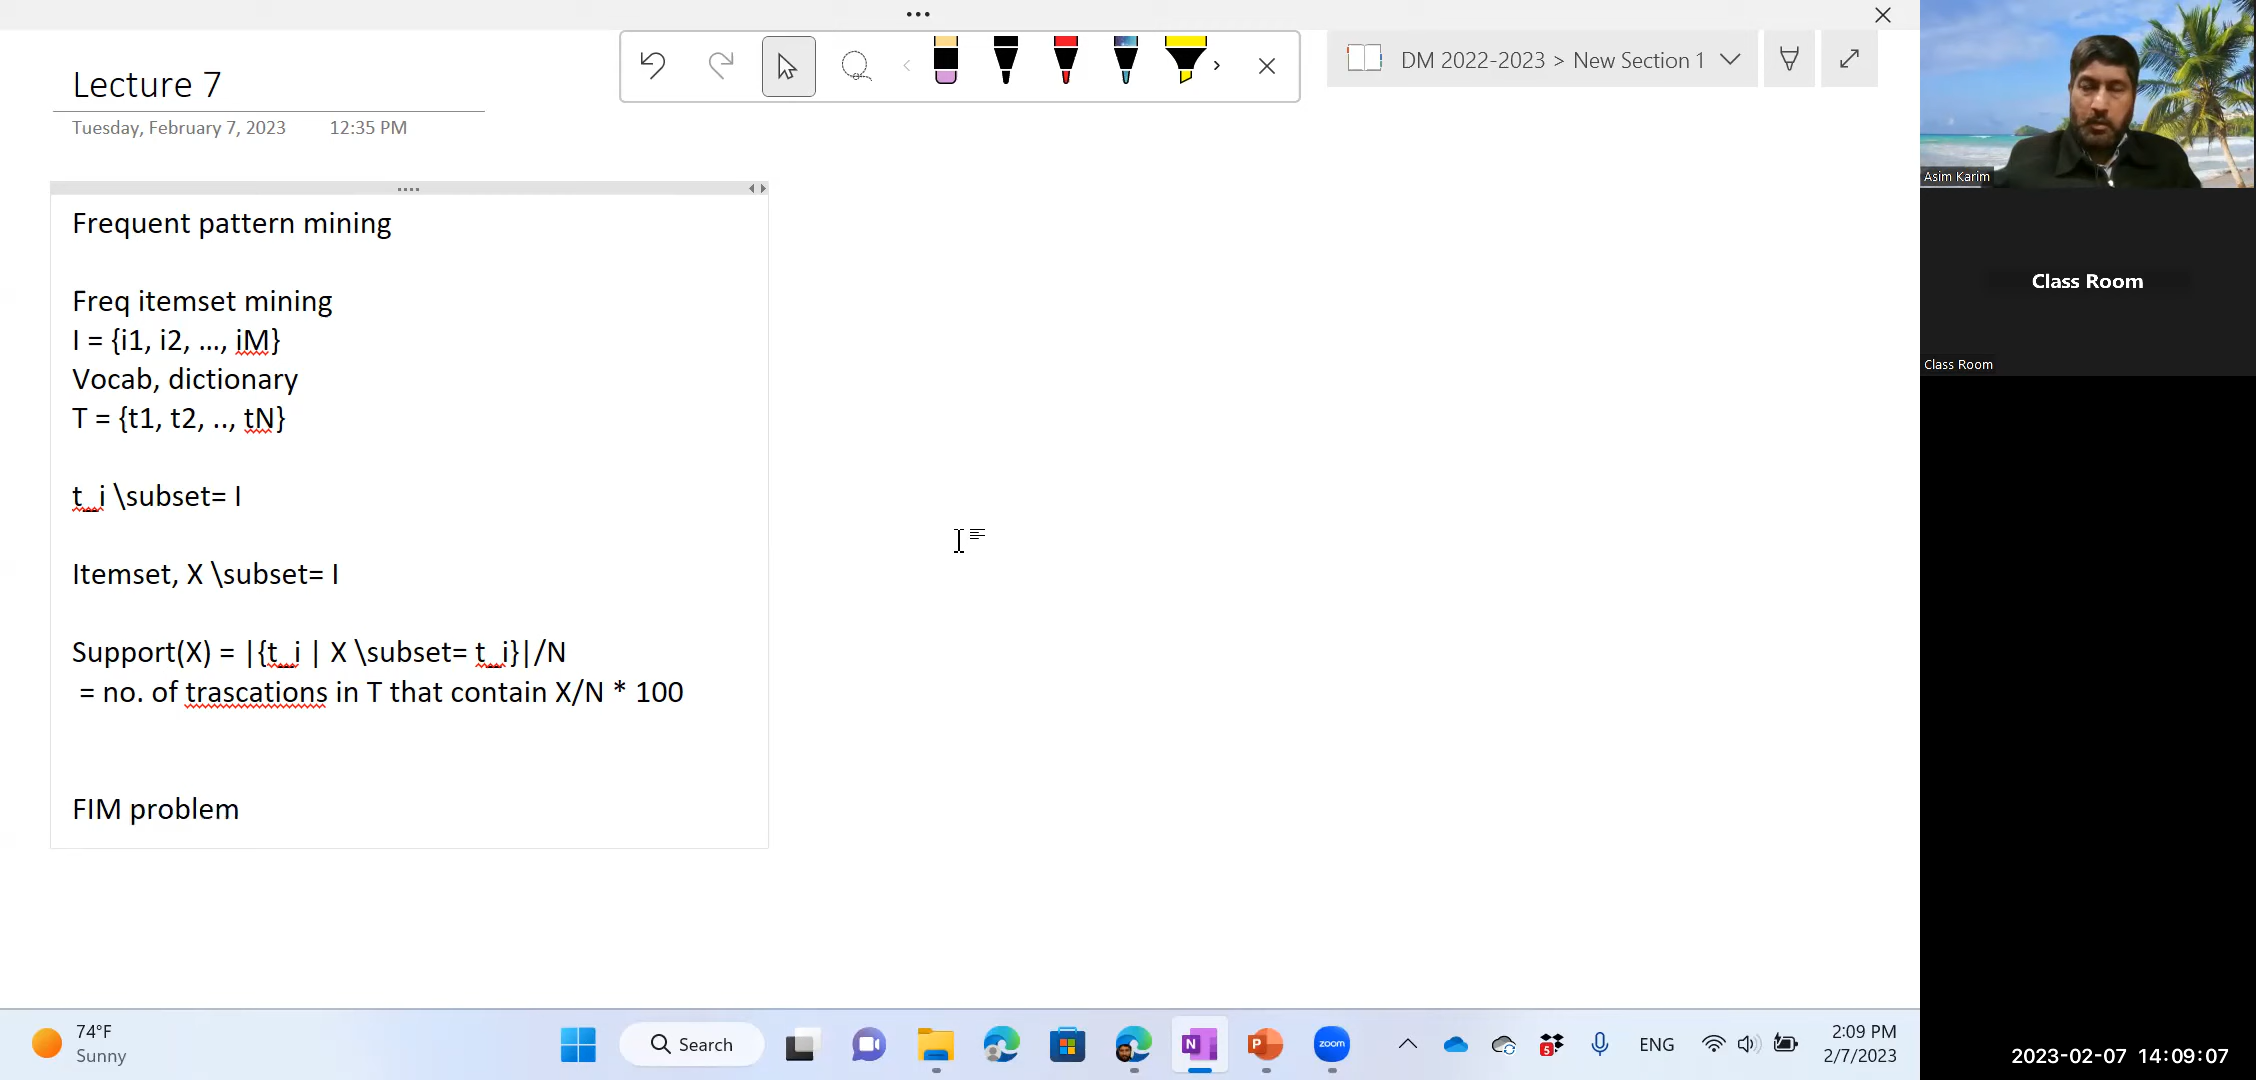 Lecture 7
Tuesday, February 7, 2023 12:35 PM
DM 2022-2023 > New Section 1
Frequent pattern mining
Freq itemset mining
I = {i1, i2, ..., iM}
Vocab, dictionary
T = {t1, t2, .., tN}
t_i \subset= I
Itemset, X \subset= I
Support(X) = |{t_i | X \subset= t_i}|/N
= no. of trascations in T that contain X/N * 100
FIM problem
Asim Karim
Class Room
Class Room
74°F
Sunny
Search
N
P
zoom
5
ENG
2:09 PM
2/7/2023
2023-02-07 14:09:07